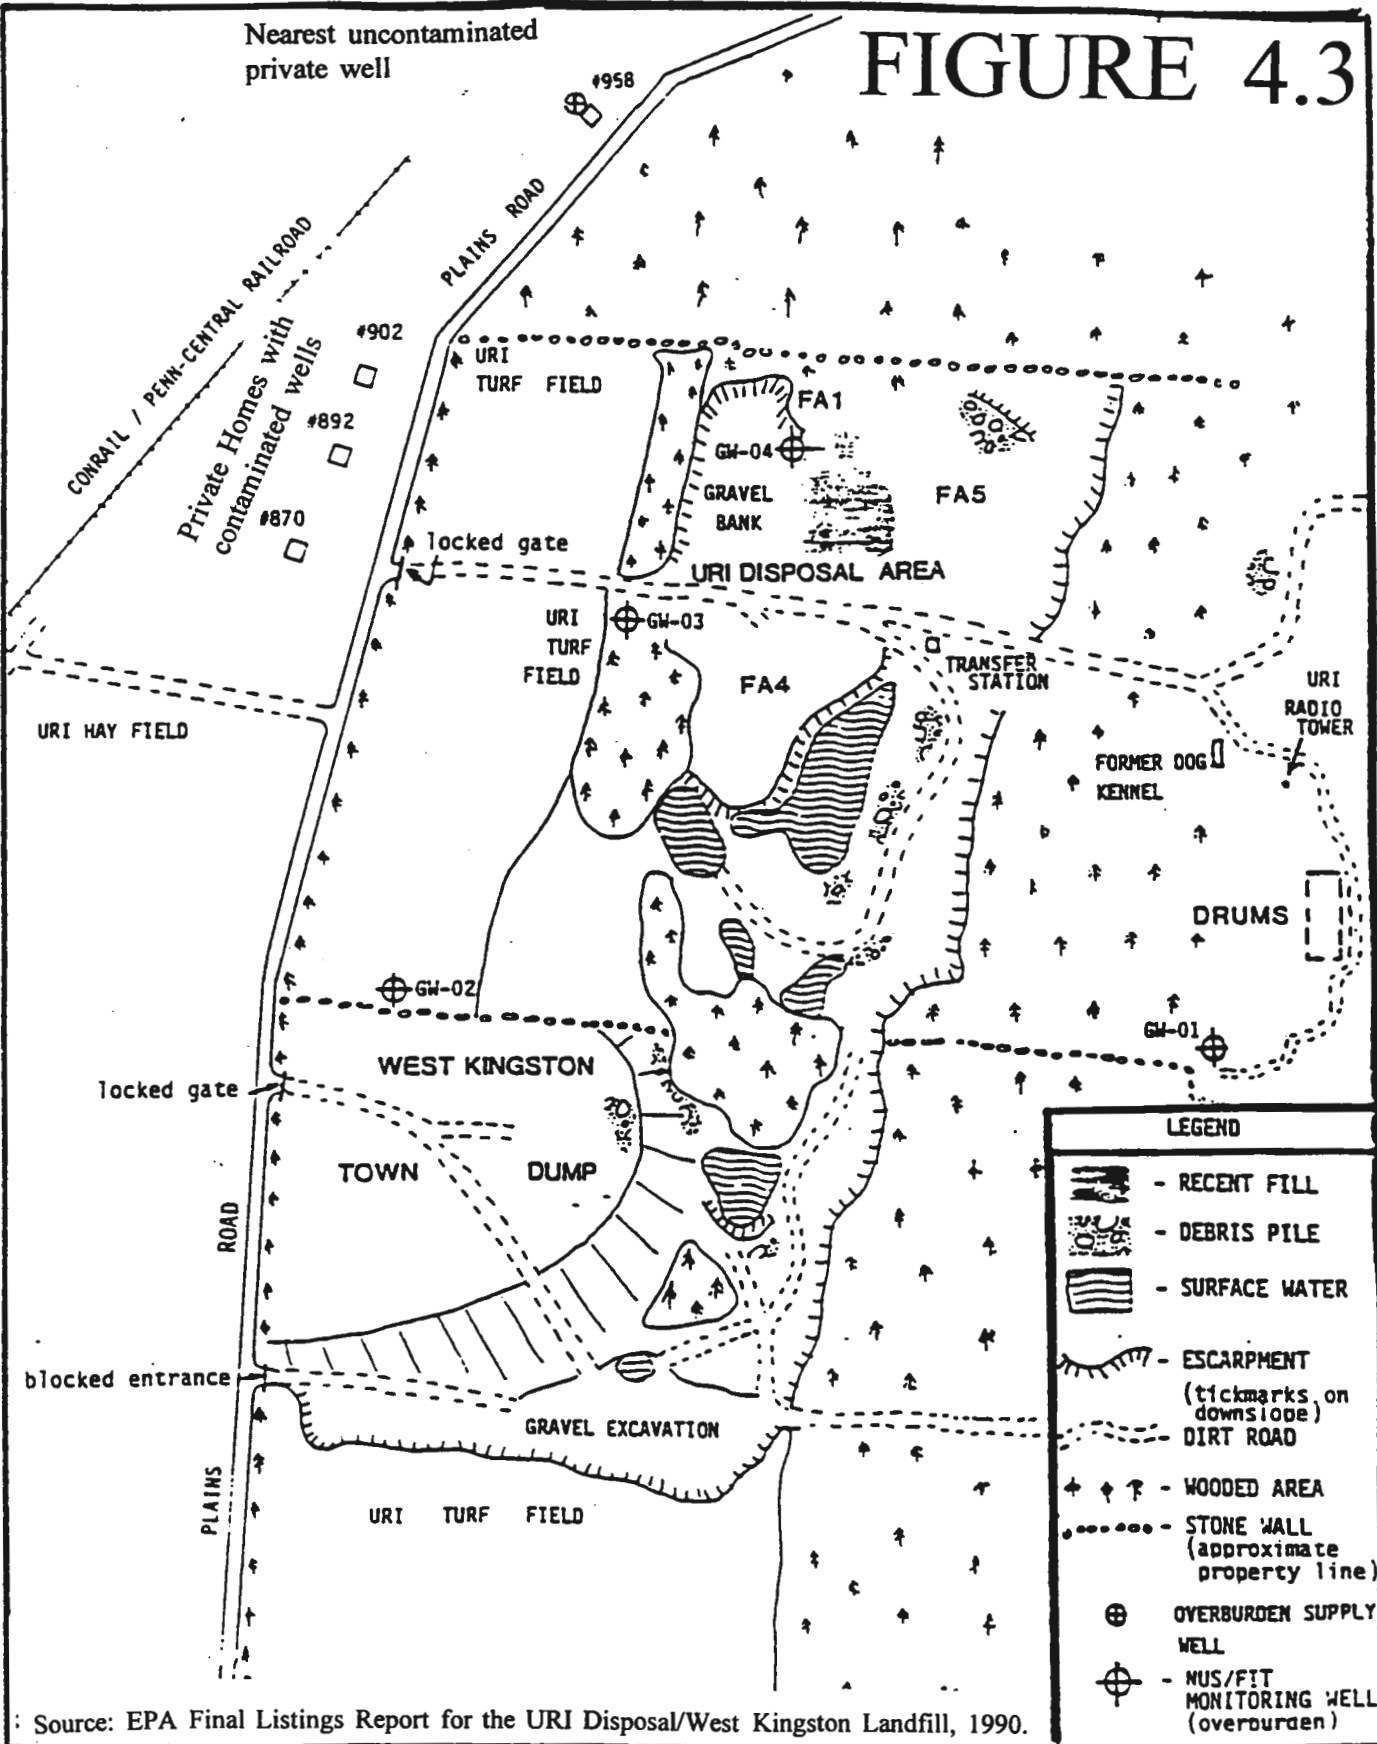 Nearest uncontaminated
private well
FIGURE 4.3
#958
PLAINS ROAD
CONRAIL / PENN-CENTRAL RAILROAD
Private Homes with
contaminated wells
#902
#892
#870
URI
TURF FIELD
FA1
GW-04
GRAVEL
BANK
FA5
locked gate
URI DISPOSAL AREA
URI
TURF
FIELD
GW-03
FA4
TRANSFER
STATION
URI
RADIO
TOWER
URI HAY FIELD
FORMER DOG
KENNEL
DRUMS
GW-02
GW-01
WEST KINGSTON
locked gate
TOWN DUMP
ROAD
blocked entrance
GRAVEL EXCAVATION
PLAINS
URI TURF FIELD
LEGEND
- RECENT FILL
- DEBRIS PILE
- SURFACE WATER
- ESCARPMENT
(tickmarks on
downslope)
- DIRT ROAD
- WOODED AREA
- STONE WALL
(approximate
property line)
OVERBURDEN SUPPLY
WELL
- NUS/FIT
MONITORING WELL
(overburden)
Source: EPA Final Listings Report for the URI Disposal/West Kingston Landfill, 1990.